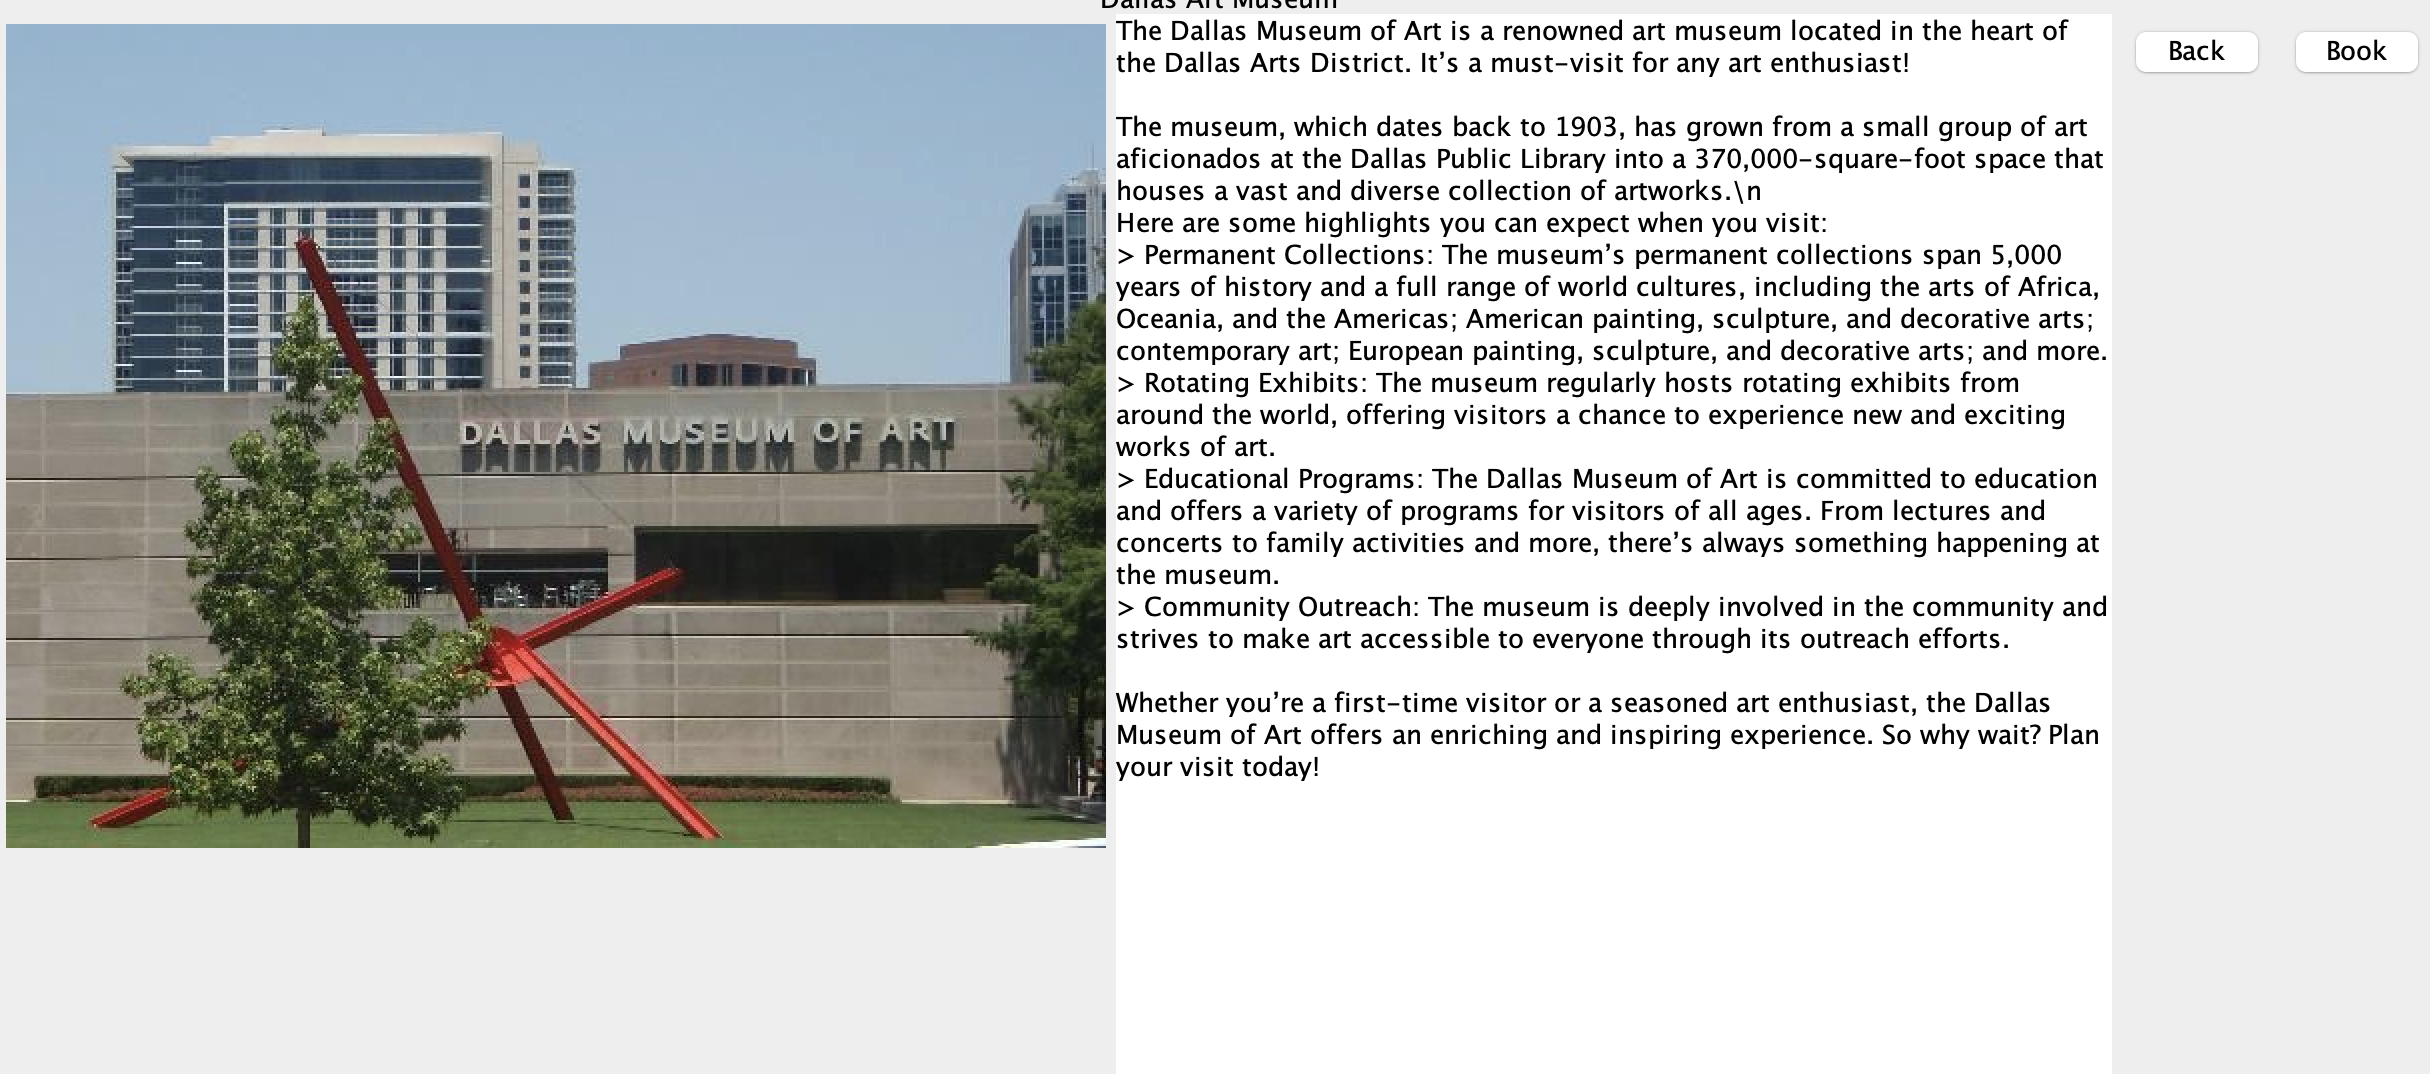 Dallas Art Museum
The Dallas Museum of Art is a renowned art museum located in the heart of
the Dallas Arts District. It’s a must-visit for any art enthusiast!
The museum, which dates back to 1903, has grown from a small group of art
aficionados at the Dallas Public Library into a 370,000-square-foot space that
houses a vast and diverse collection of artworks.\n
Here are some highlights you can expect when you visit:
> Permanent Collections: The museum’s permanent collections span 5,000
years of history and a full range of world cultures, including the arts of Africa,
Oceania, and the Americas; American painting, sculpture, and decorative arts;
contemporary art; European painting, sculpture, and decorative arts; and more.
> Rotating Exhibits: The museum regularly hosts rotating exhibits from
around the world, offering visitors a chance to experience new and exciting
works of art.
> Educational Programs: The Dallas Museum of Art is committed to education
and offers a variety of programs for visitors of all ages. From lectures and
concerts to family activities and more, there’s always something happening at
the museum.
> Community Outreach: The museum is deeply involved in the community and
strives to make art accessible to everyone through its outreach efforts.
Whether you’re a first-time visitor or a seasoned art enthusiast, the Dallas
Museum of Art offers an enriching and inspiring experience. So why wait? Plan
your visit today!
Back
Book
DALLAS MUSEUM OF ART